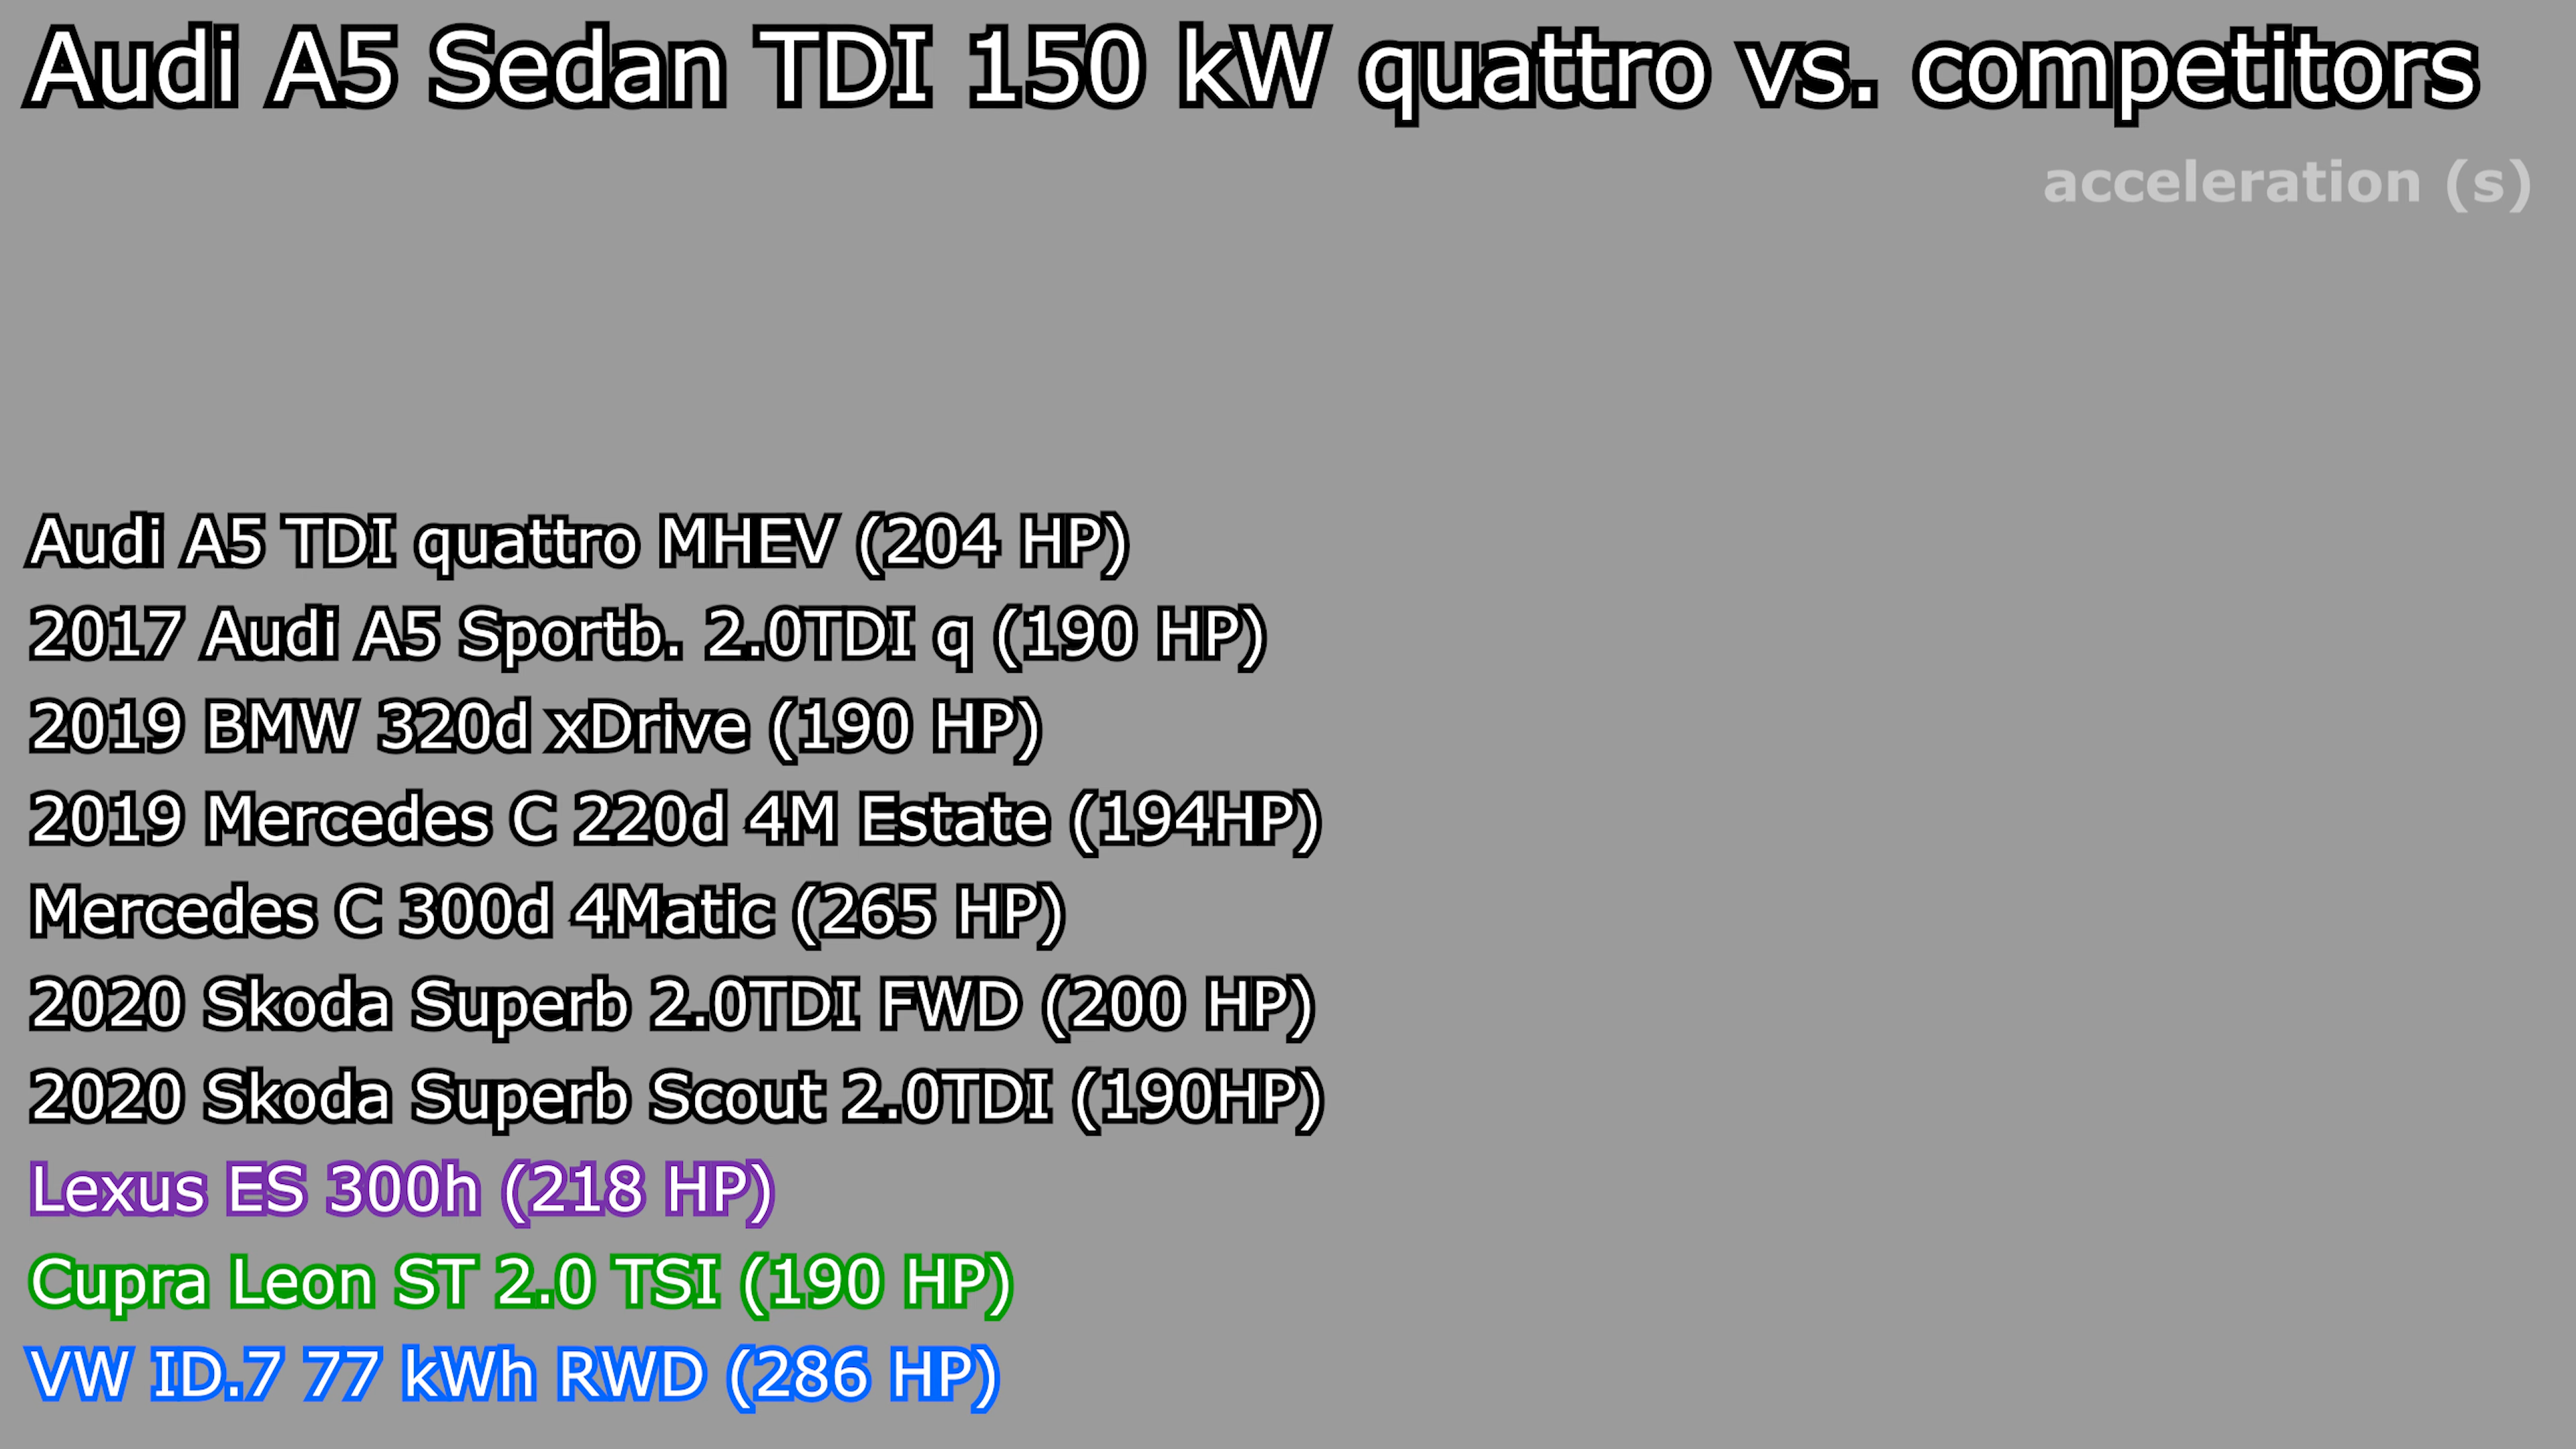 Audi A5 Sedan TDI 150 kW quattro vs. competitors
acceleration (s)
Audi A5 TDI quattro MHEV (204 HP)
2017 Audi A5 Sportb. 2.0TDI q (190 HP)
2019 BMW 320d xDrive (190 HP)
2019 Mercedes C 220d 4M Estate (194HP)
Mercedes C 300d 4Matic (265 HP)
2020 Skoda Superb 2.0TDI FWD (200 HP)
2020 Skoda Superb Scout 2.0TDI (190HP)
Lexus ES 300h (218 HP)
Cupra Leon ST 2.0 TSI (190 HP)
VW ID.7 77 kWh RWD (286 HP)